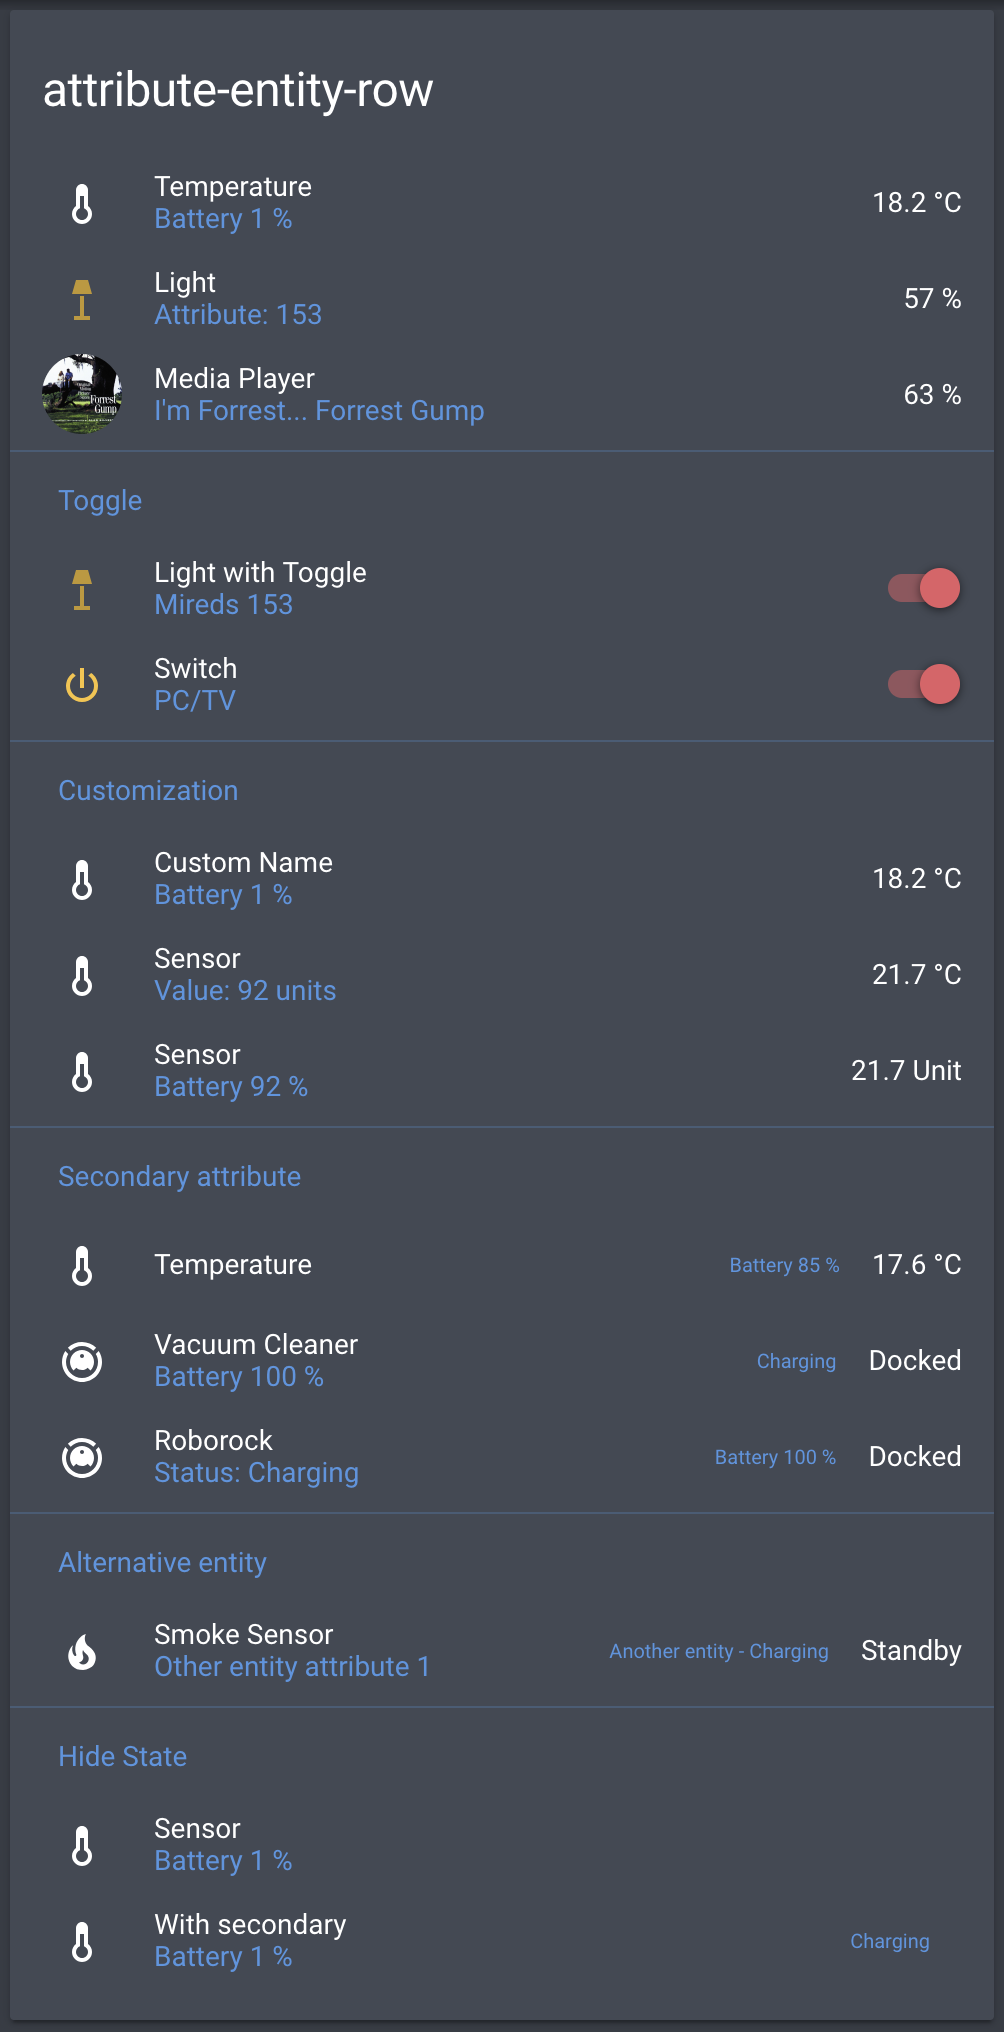 attribute-entity-row
Temperature
Battery 1 %
18.2 °C
Light
Attribute: 153
57 %
Forrest
Gump
Media Player
I'm Forrest... Forrest Gump
63 %
Toggle
Light with Toggle
Mireds 153
Switch
PC/TV
Customization
Custom Name
Battery 1 %
18.2 °C
Sensor
Value: 92 units
21.7 °C
Sensor
Battery 92 %
21.7 Unit
Secondary attribute
Temperature
Battery 85 %
17.6 °C
Vacuum Cleaner
Battery 100 %
Charging
Docked
Roborock
Status: Charging
Battery 100 %
Docked
Alternative entity
Smoke Sensor
Other entity attribute 1
Another entity - Charging
Standby
Hide State
Sensor
Battery 1 %
With secondary
Battery 1 %
Charging